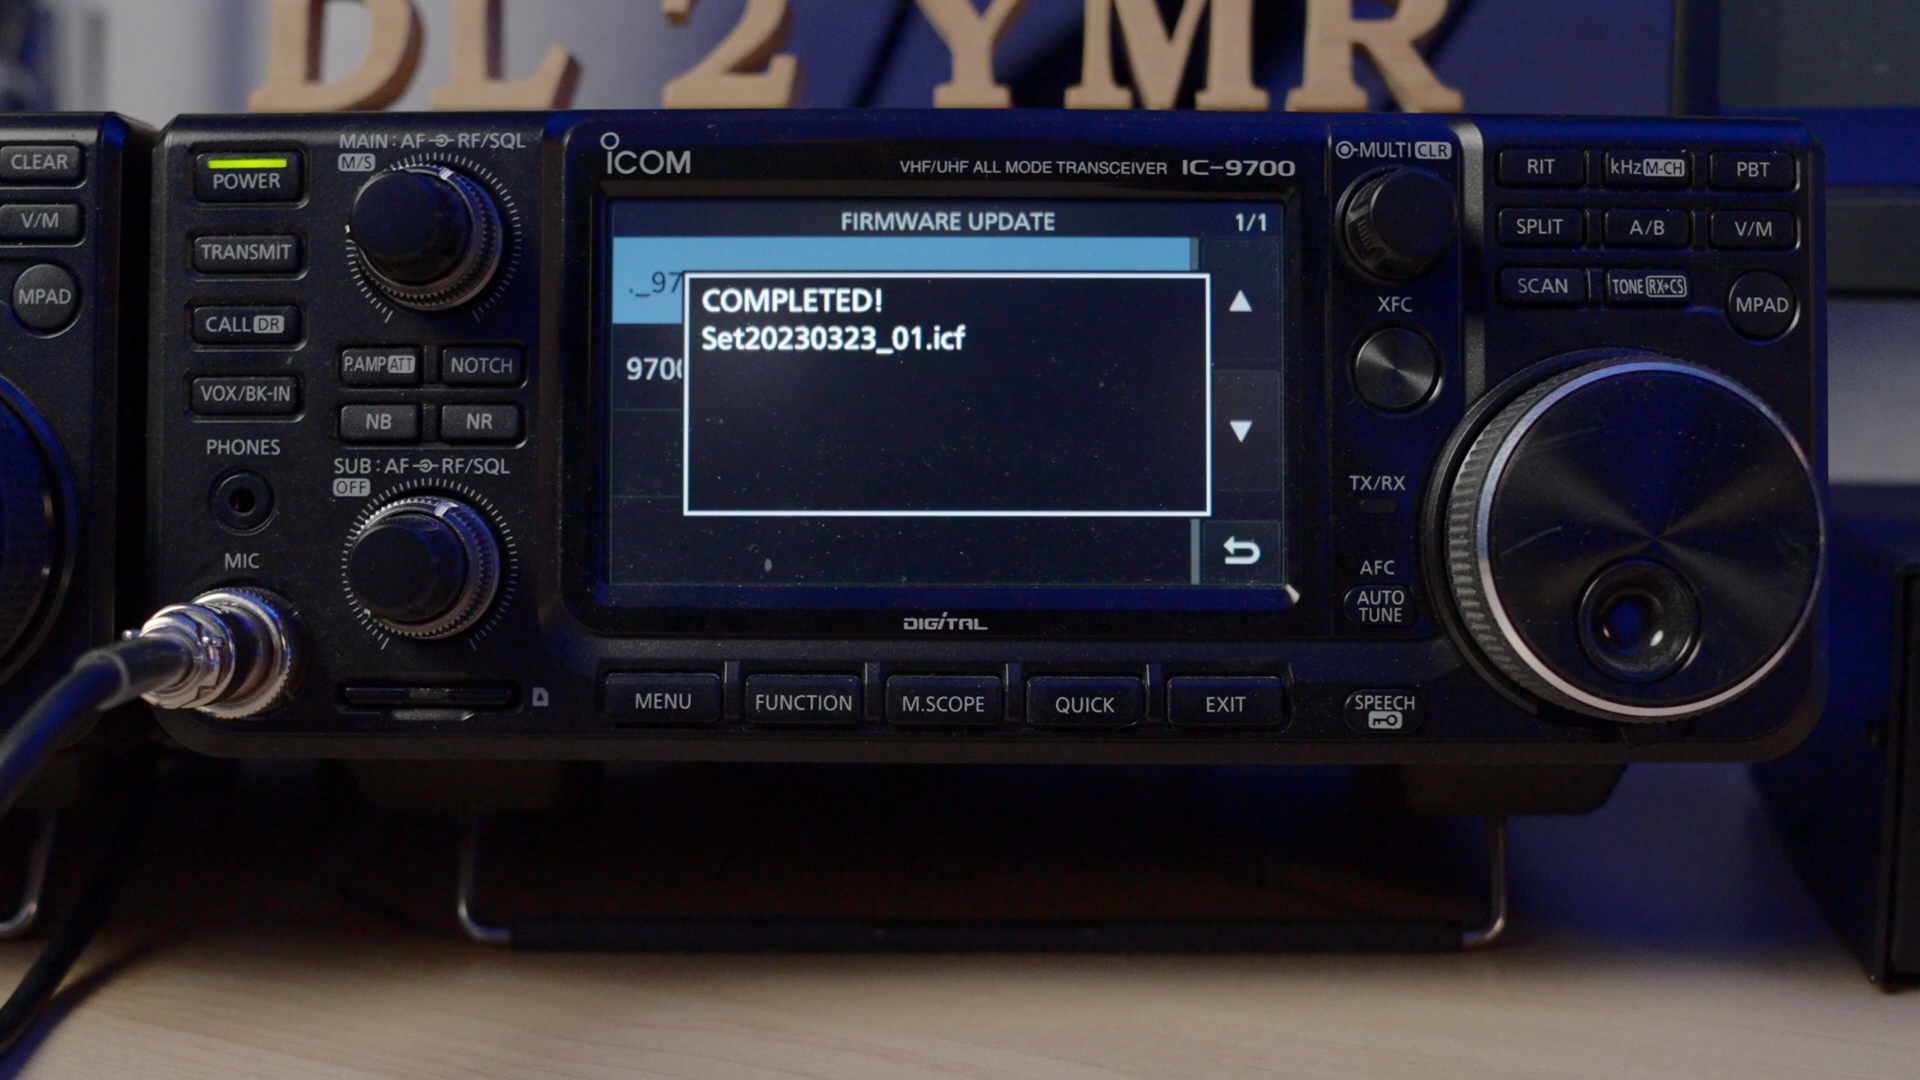 DL 2 YMR
CLEAR
V/M
MPAD
POWER
TRANSMIT
CALL DR
VOX/BK-IN
PHONES
MIC
MAIN : AF RF/SQL
M/S
P.AMP ATT
NOTCH
NB
NR
SUB : AF RF/SQL
OFF
ICOM
VHF/UHF ALL MODE TRANSCEIVER IC-9700
FIRMWARE UPDATE 1/1
._97
COMPLETED!
Set20230323_01.icf
970
DIGITAL
MENU
FUNCTION
M.SCOPE
QUICK
EXIT
MULTI CLR
XFC
TX/RX
AFC
AUTO
TUNE
SPEECH
RIT
kHz M-CH
PBT
SPLIT
A/B
V/M
SCAN
TONE RX→CS
MPAD